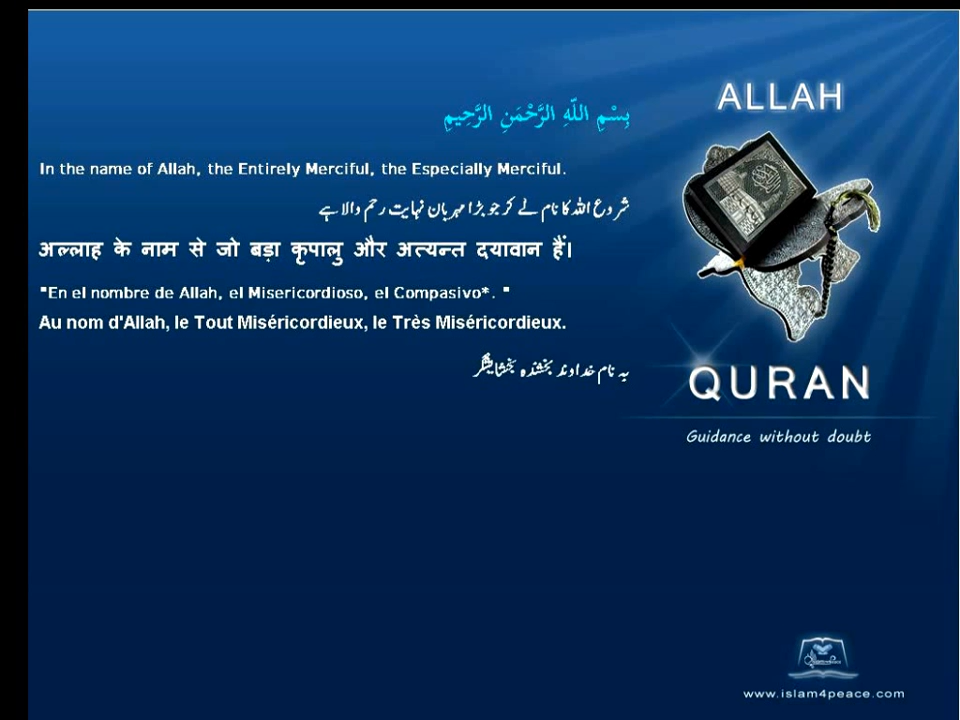 بِسْمِ اللّهِ الرَّحْمَنِ الرَّحِيمِ
In the name of Allah, the Entirely Merciful, the Especially Merciful.
شروع اللہ کا نام لے کر جو بڑا مہربان نہایت رحم والا ہے
अल्लाह के नाम से जो बड़ा कृपालु और अत्यन्त दयावान हैं।
"En el nombre de Allah, el Misericordioso, el Compasivo*. "
Au nom d'Allah, le Tout Miséricordieux, le Très Miséricordieux.
به نام خداوند بخشنده بخشایشگر
ALLAH
QURAN
Guidance without doubt
www.islam4peace.com